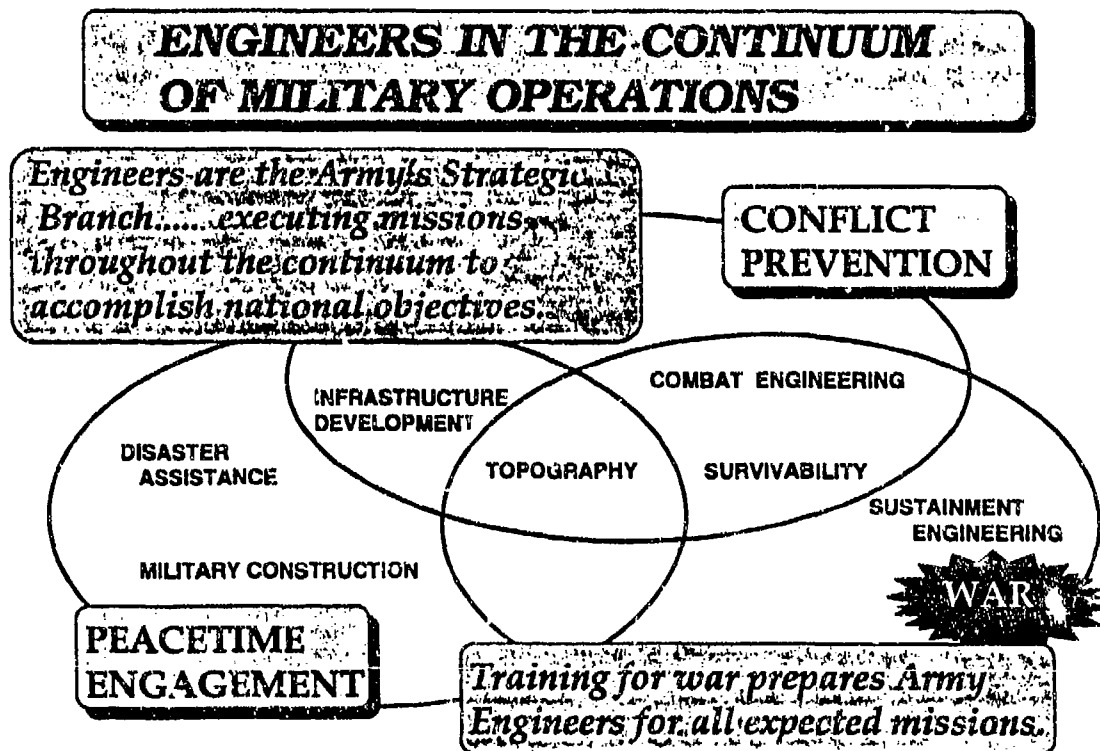 ENGINEERS IN THE CONTINUUM
OF MILITARY OPERATIONS
Engineers are the Army's Strategic
Branch...... executing missions
throughout the continuum to
accomplish national objectives.
CONFLICT
PREVENTION
INFRASTRUCTURE
DEVELOPMENT
COMBAT ENGINEERING
DISASTER
ASSISTANCE
TOPOGRAPHY
SURVIVABILITY
SUSTAINMENT
ENGINEERING
MILITARY CONSTRUCTION
WAR
PEACETIME
ENGAGEMENT
Training for war prepares Army
Engineers for all expected missions.